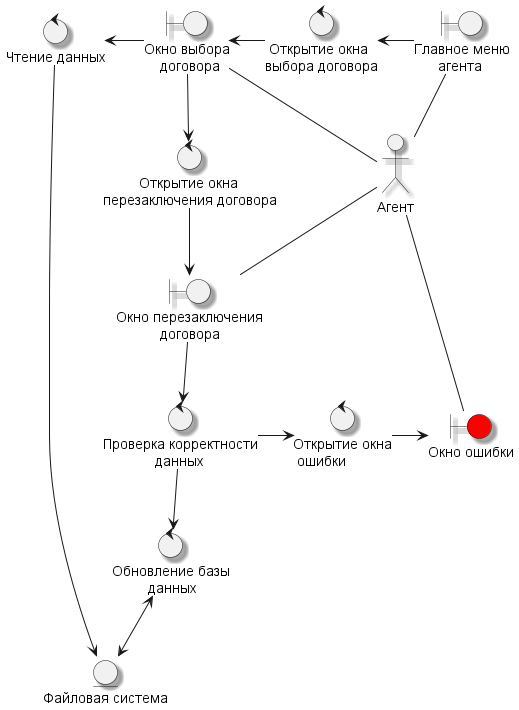 Чтение данных
Окно выбора
договора
Открытие окна
выбора договора
Главное меню
агента
Открытие окна
перезаключения договора
Агент
Окно перезаключения
договора
Проверка корректности
данных
Открытие окна
ошибки
Окно ошибки
Обновление базы
данных
Файловая система